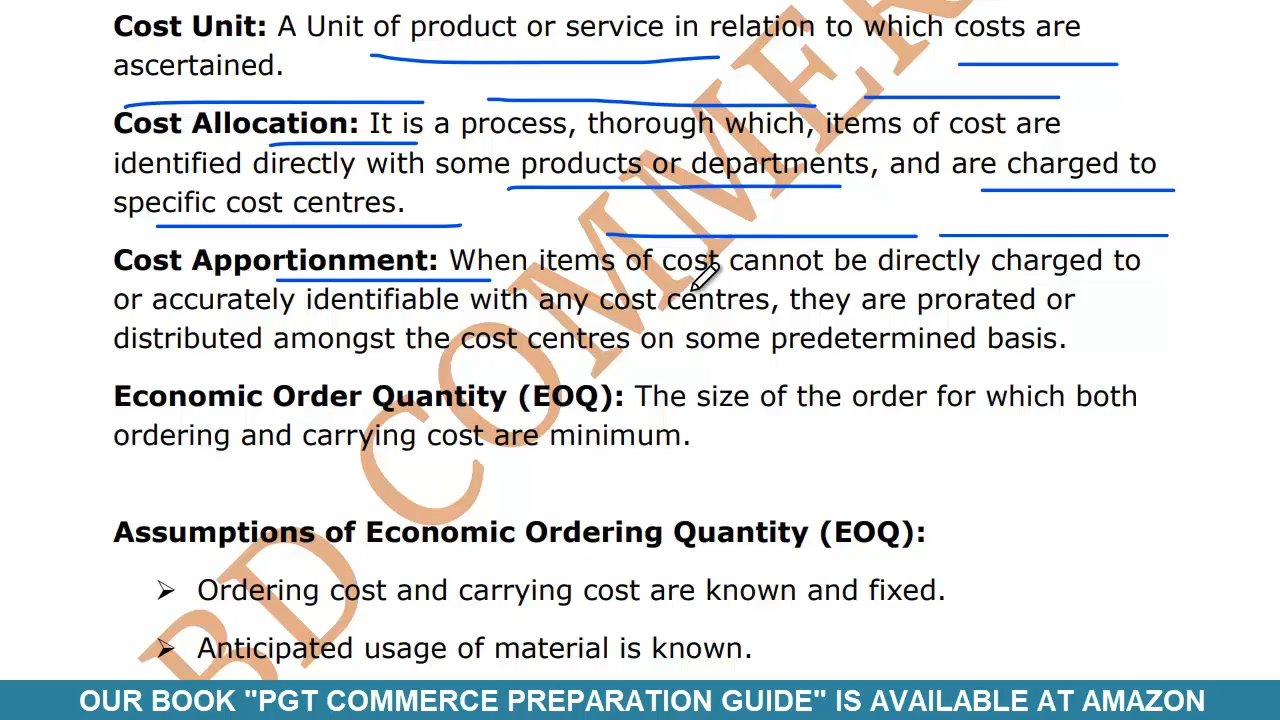 Cost Unit: A Unit of product or service in relation to which costs are
ascertained.
Cost Allocation: It is a process, thorough which, items of cost are
identified directly with some products or departments, and are charged to
specific cost centres.
Cost Apportionment: When items of cost cannot be directly charged to
or accurately identifiable with any cost centres, they are prorated or
distributed amongst the cost centres on some predetermined basis.
Economic Order Quantity (EOQ): The size of the order for which both
ordering and carrying cost are minimum.
Assumptions of Economic Ordering Quantity (EOQ):
➢ Ordering cost and carrying cost are known and fixed.
➢ Anticipated usage of material is known.
BD COMMER
OUR BOOK "PGT COMMERCE PREPARATION GUIDE" IS AVAILABLE AT AMAZON